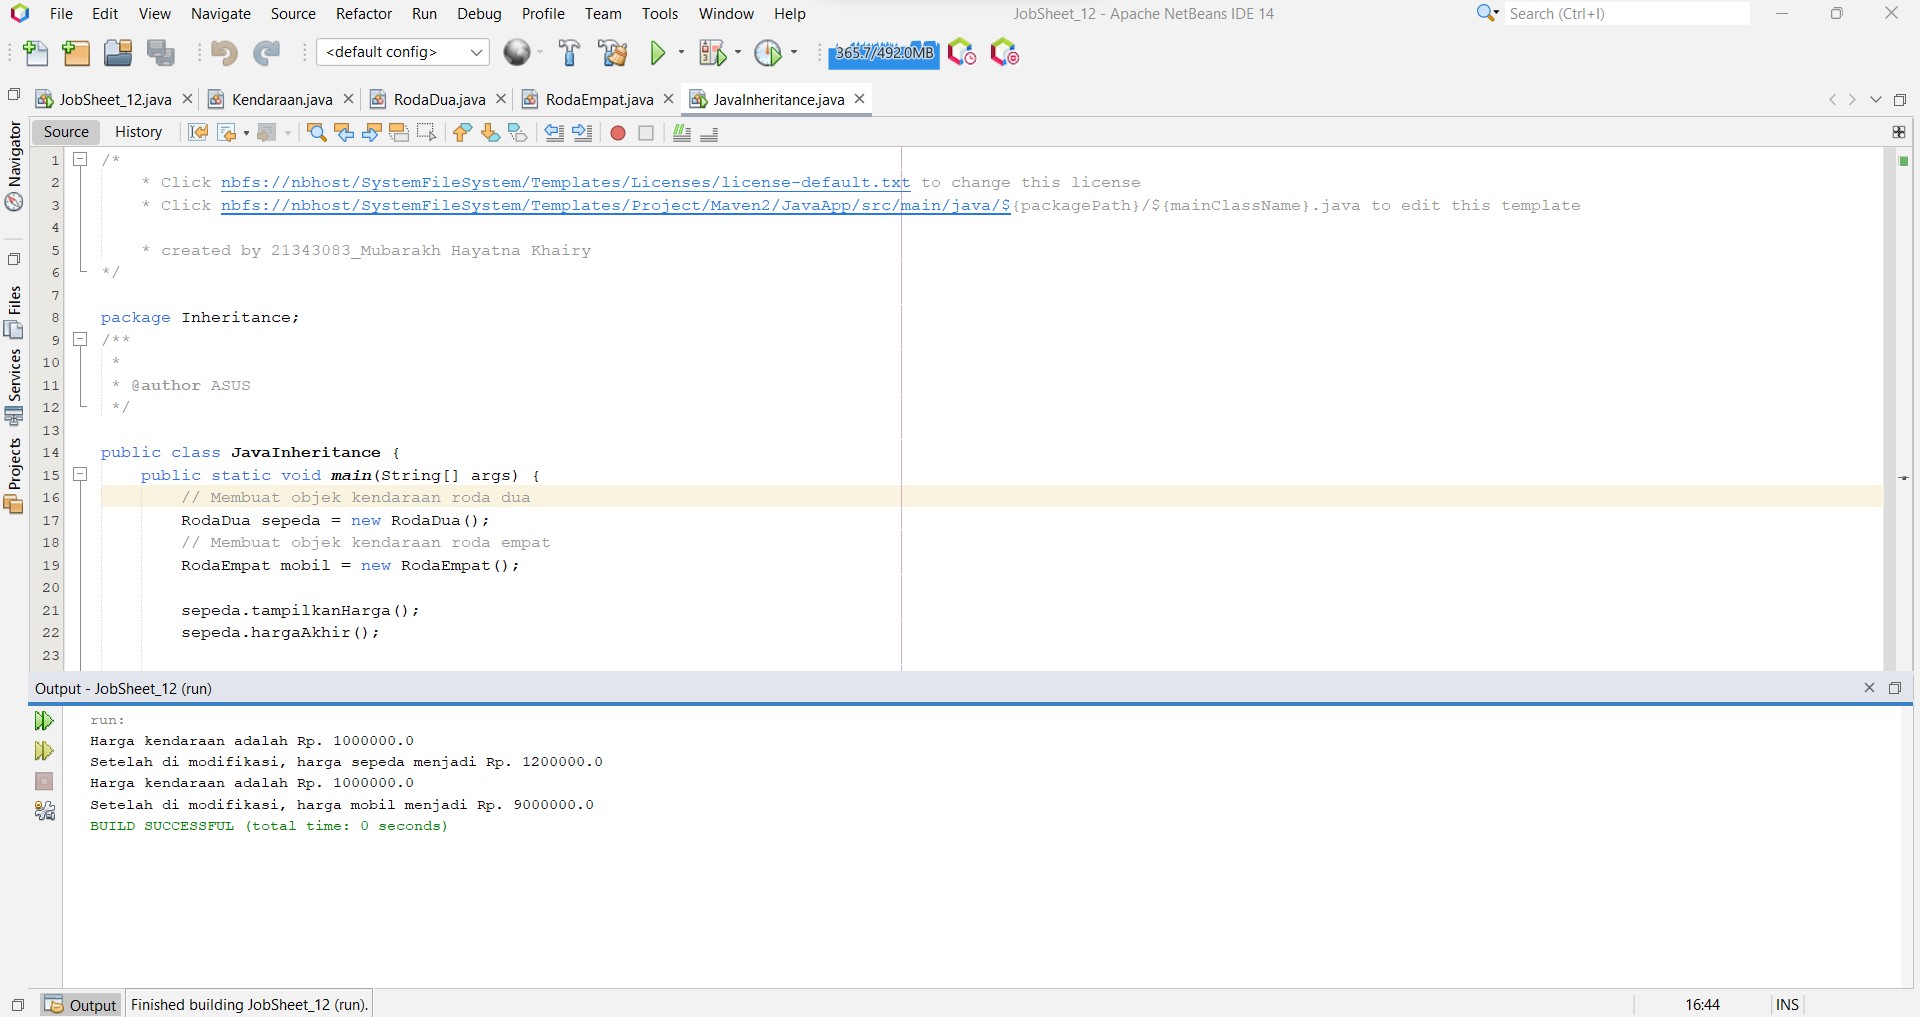 File Edit View Navigate Source Refactor Run Debug Profile Team Tools Window Help
JobSheet_12 - Apache NetBeans IDE 14
Search (Ctrl+I)
<default config>
365.7/492.0MB
JobSheet_12.java
Kendaraan.java
RodaDua.java
RodaEmpat.java
JavaInheritance.java
Source
History
Navigator
Files
Services
Projects
1 /*
2 * Click nbfs://nbhost/SystemFileSystem/Templates/Licenses/license-default.txt to change this license
3 * Click nbfs://nbhost/SystemFileSystem/Templates/Project/Maven2/JavaApp/src/main/java/${packagePath}/${mainClassName}.java to edit this template
4
5 * created by 21343083_Mubarakh Hayatna Khairy
6 */
7
8 package Inheritance;
9 /**
10 *
11 * @author ASUS
12 */
13
14 public class JavaInheritance {
15 public static void main(String[] args) {
16 // Membuat objek kendaraan roda dua
17 RodaDua sepeda = new RodaDua();
18 // Membuat objek kendaraan roda empat
19 RodaEmpat mobil = new RodaEmpat();
20
21 sepeda.tampilkanHarga();
22 sepeda.hargaAkhir();
23
Output - JobSheet_12 (run)
run:
Harga kendaraan adalah Rp. 1000000.0
Setelah di modifikasi, harga sepeda menjadi Rp. 1200000.0
Harga kendaraan adalah Rp. 1000000.0
Setelah di modifikasi, harga mobil menjadi Rp. 9000000.0
BUILD SUCCESSFUL (total time: 0 seconds)
Output
Finished building JobSheet_12 (run).
16:44
INS